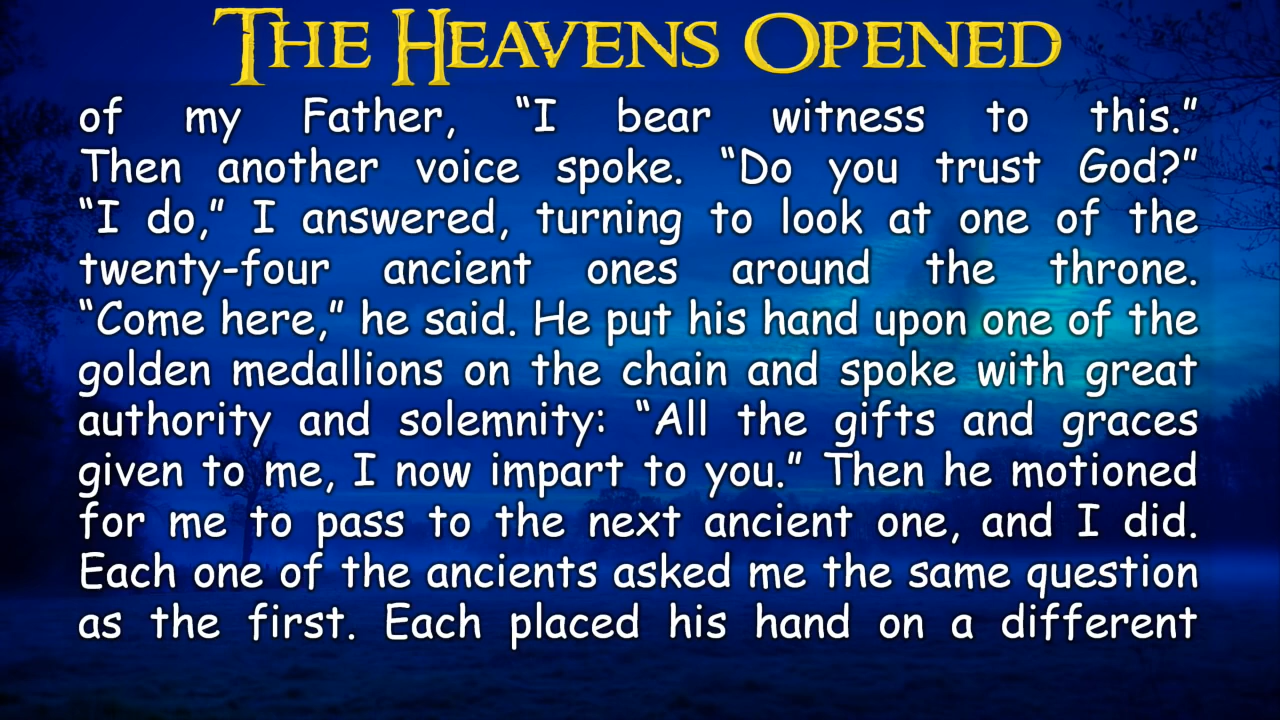 THE HEAVENS OPENED
of my Father, “I bear witness to this.”
Then another voice spoke. “Do you trust God?”
“I do,” I answered, turning to look at one of the
twenty-four ancient ones around the throne.
“Come here,” he said. He put his hand upon one of the
golden medallions on the chain and spoke with great
authority and solemnity: “All the gifts and graces
given to me, I now impart to you.” Then he motioned
for me to pass to the next ancient one, and I did.
Each one of the ancients asked me the same question
as the first. Each placed his hand on a different